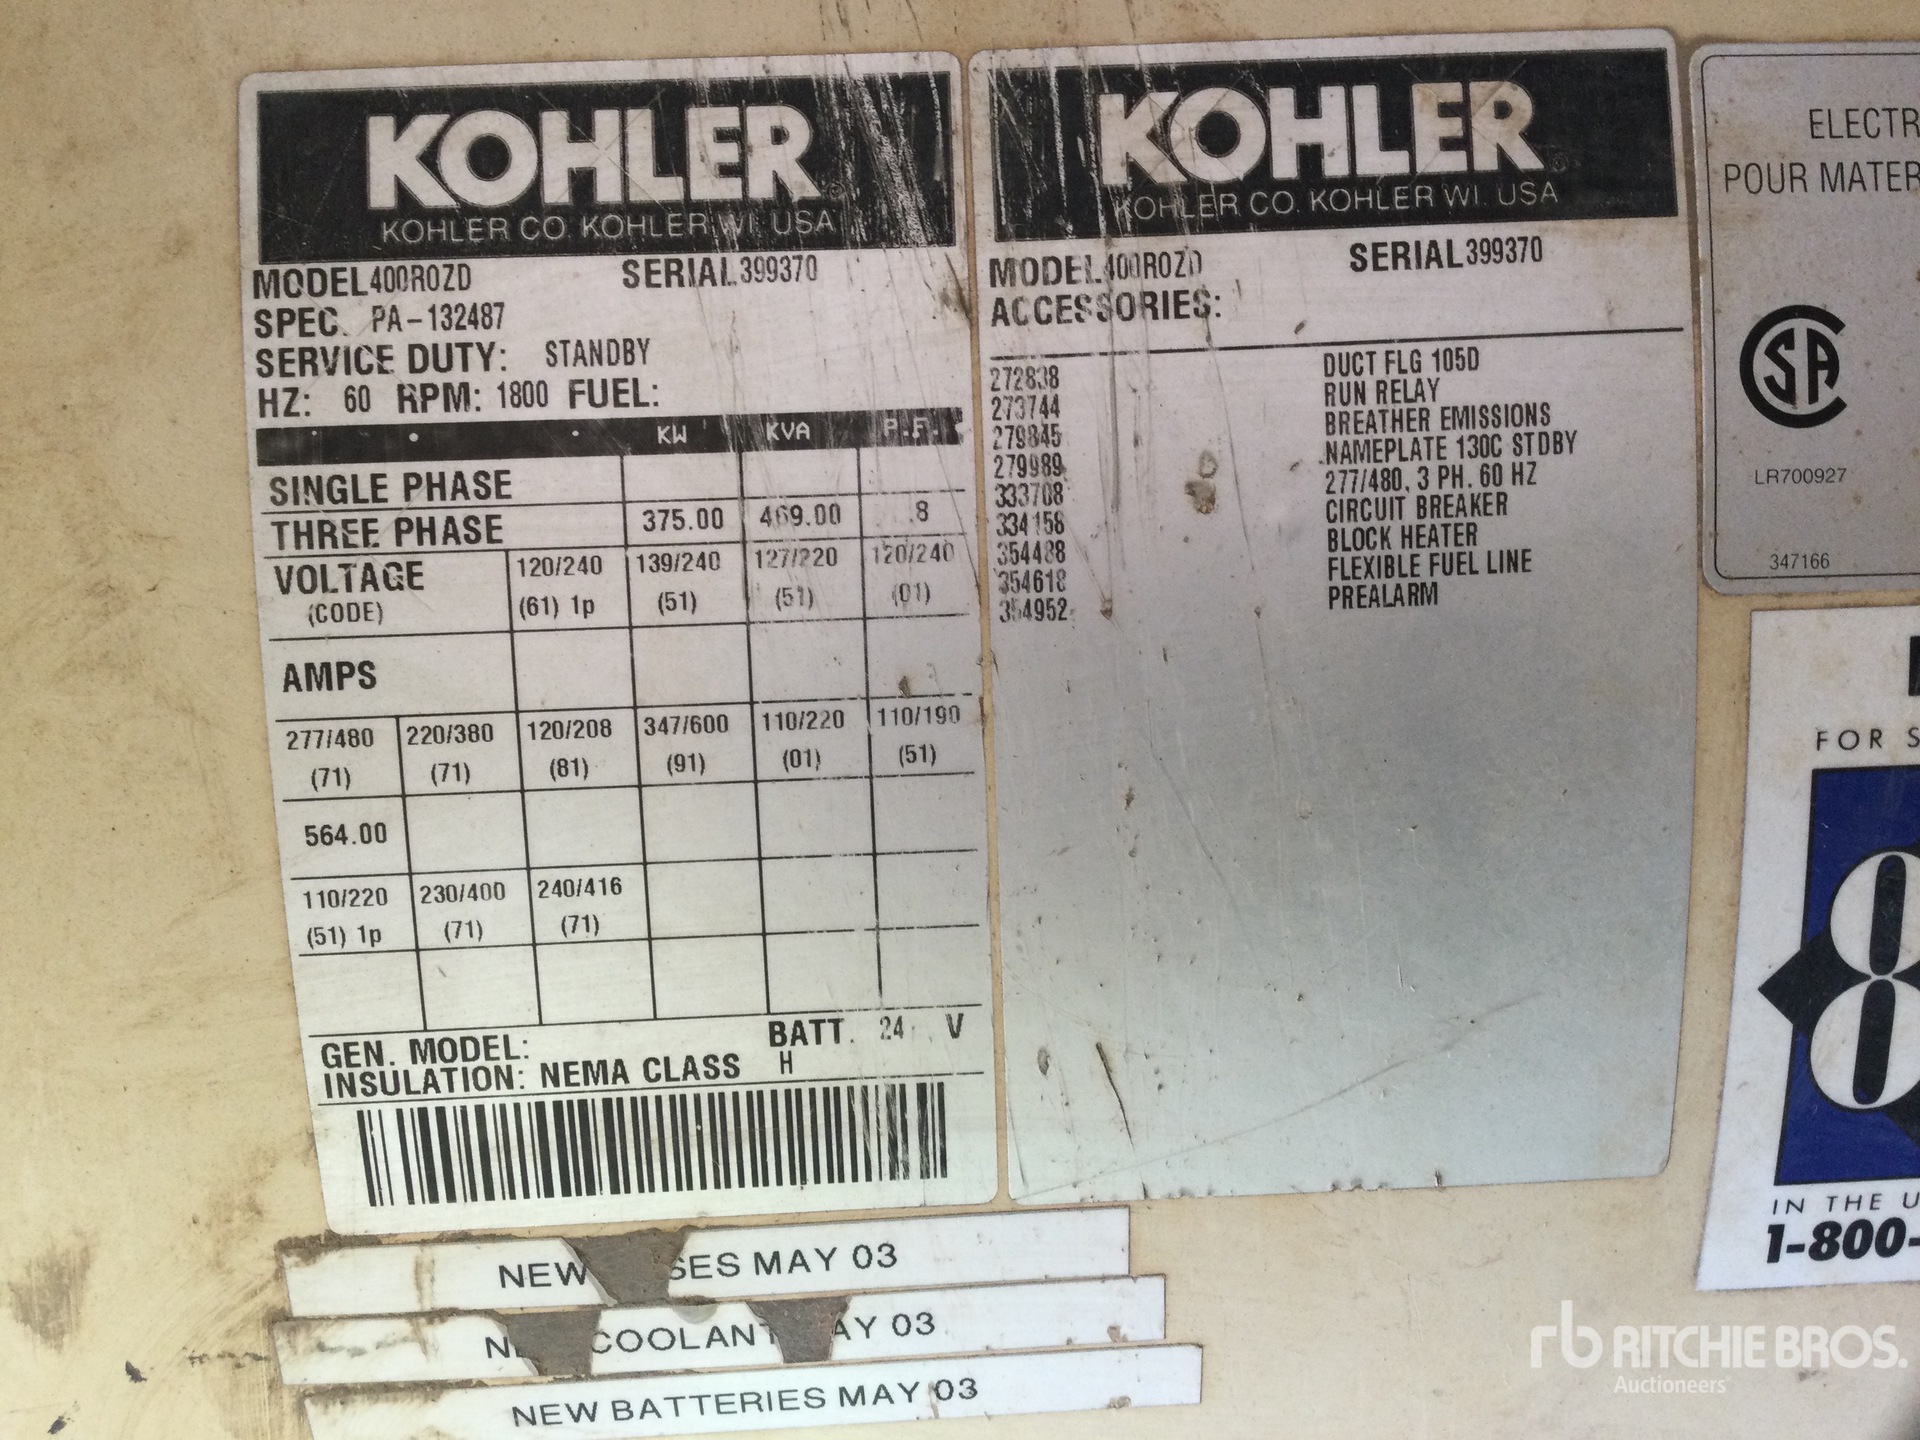 KOHLER
KOHLER CO. KOHLER WI. USA
MODEL 400ROZD SERIAL 399370
SPEC. PA-132487
SERVICE DUTY: STANDBY
HZ: 60 RPM: 1800 FUEL:
KW KVA P.F.
SINGLE PHASE
THREE PHASE 375.00 469.00 .8
VOLTAGE 120/240 139/240 127/220 120/240
(CODE) (61) 1p (51) (51) (01)
AMPS
277/480 220/380 120/208 347/600 110/220 110/190
(71) (71) (81) (91) (01) (51)
564.00
110/220 230/400 240/416
(51) 1p (71) (71)
GEN. MODEL: BATT. 24 V
INSULATION: NEMA CLASS H
KOHLER
KOHLER CO. KOHLER WI. USA
MODEL 400ROZD SERIAL 399370
ACCESSORIES:
272838 DUCT FLG 105D
273744 RUN RELAY
279845 BREATHER EMISSIONS
279989 NAMEPLATE 130C STDBY
333708 277/480, 3 PH. 60 HZ
334158 CIRCUIT BREAKER
354488 BLOCK HEATER
354618 FLEXIBLE FUEL LINE
354952 PREALARM
ELECTR
POUR MATER
LR700927
347166
FOR S
8
IN THE U
1-800-
NEW SES MAY 03
COOLANT AY 03
NEW BATTERIES MAY 03
rb RITCHIE BROS.
Auctioneers